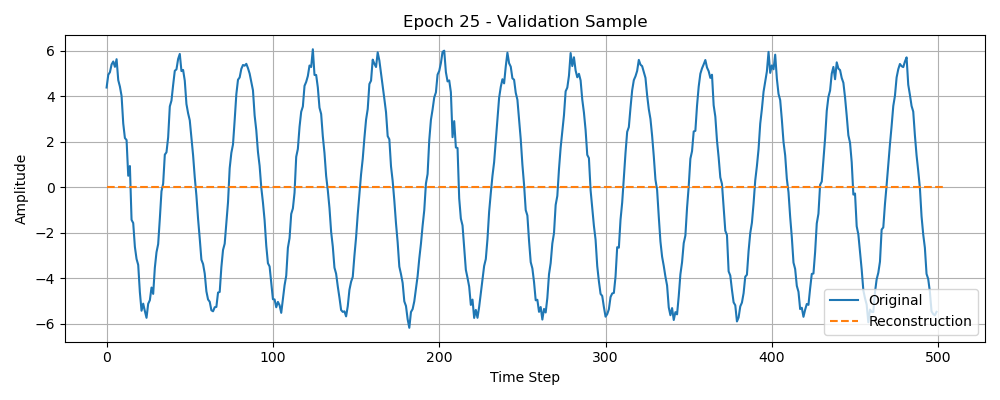 Epoch 25 - Validation Sample
Amplitude
6
4
2
0
−2
−4
−6
0
100
200
300
400
500
Time Step
Original
Reconstruction